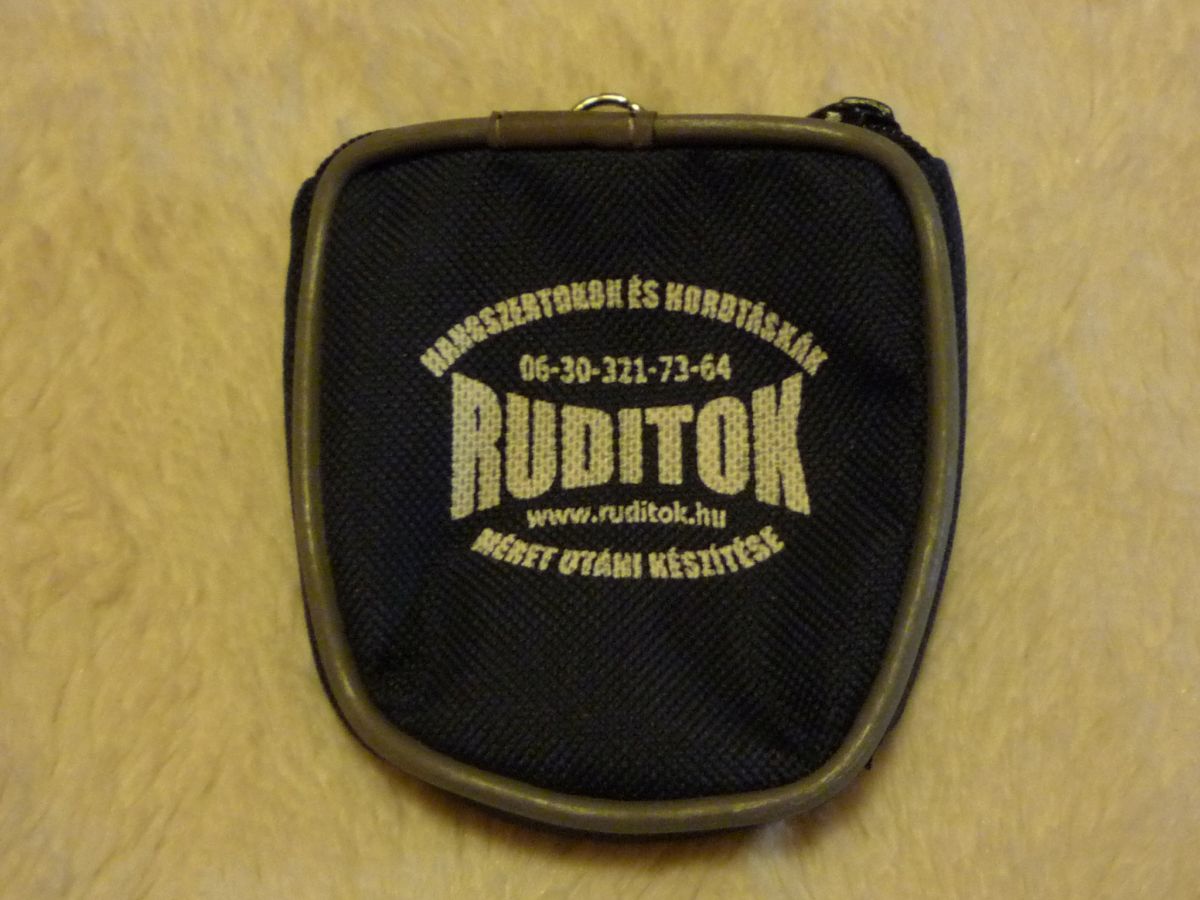 HANGSZERTOKOK ÉS HORDTÁSKÁK
06-30-321-73-64
RUDITOK
www.ruditok.hu
MÉRET UTÁNI KÉSZÍTÉSE